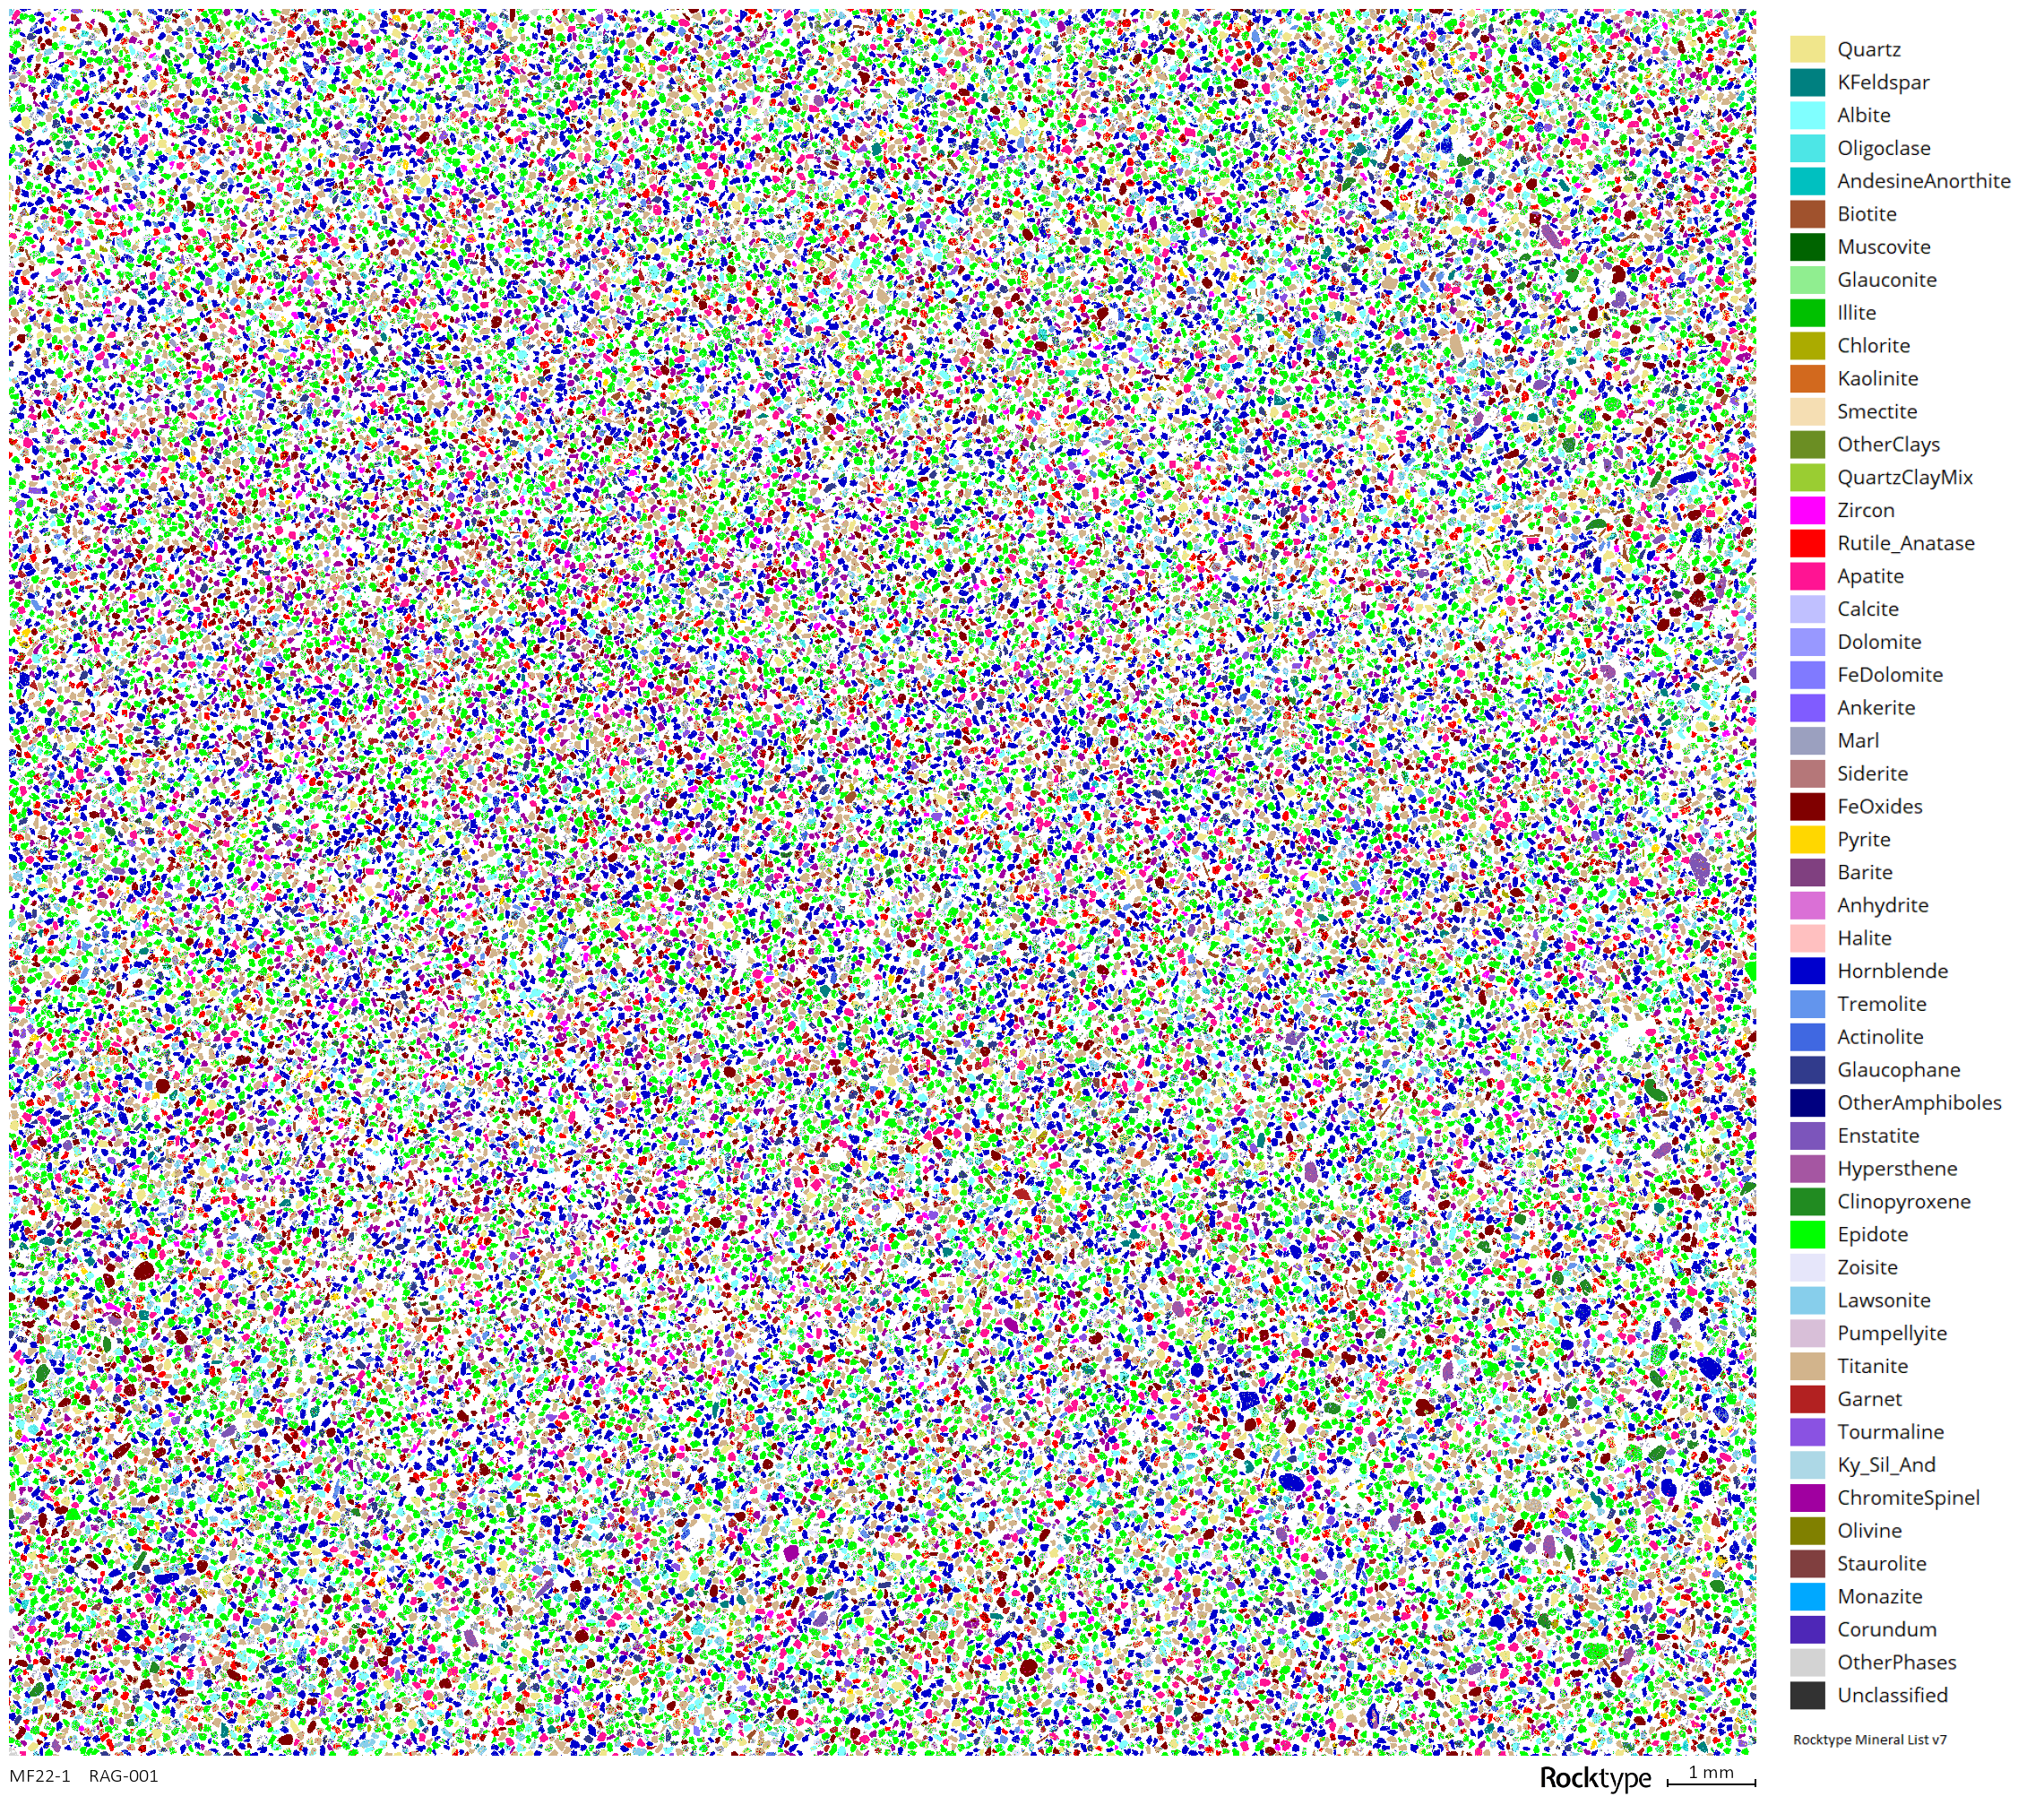 Quartz
KFeldspar
Albite
Oligoclase
AndesineAnorthite
Biotite
Muscovite
Glauconite
Illite
Chlorite
Kaolinite
Smectite
OtherClays
QuartzClayMix
Zircon
Rutile_Anatase
Apatite
Calcite
Dolomite
FeDolomite
Ankerite
Marl
Siderite
FeOxides
Pyrite
Barite
Anhydrite
Halite
Hornblende
Tremolite
Actinolite
Glaucophane
OtherAmphiboles
Enstatite
Hypersthene
Clinopyroxene
Epidote
Zoisite
Lawsonite
Pumpellyite
Titanite
Garnet
Tourmaline
Ky_Sil_And
ChromiteSpinel
Olivine
Staurolite
Monazite
Corundum
OtherPhases
Unclassified
Rocktype Mineral List v7
MF22-1 RAG-001
Rocktype 1 mm